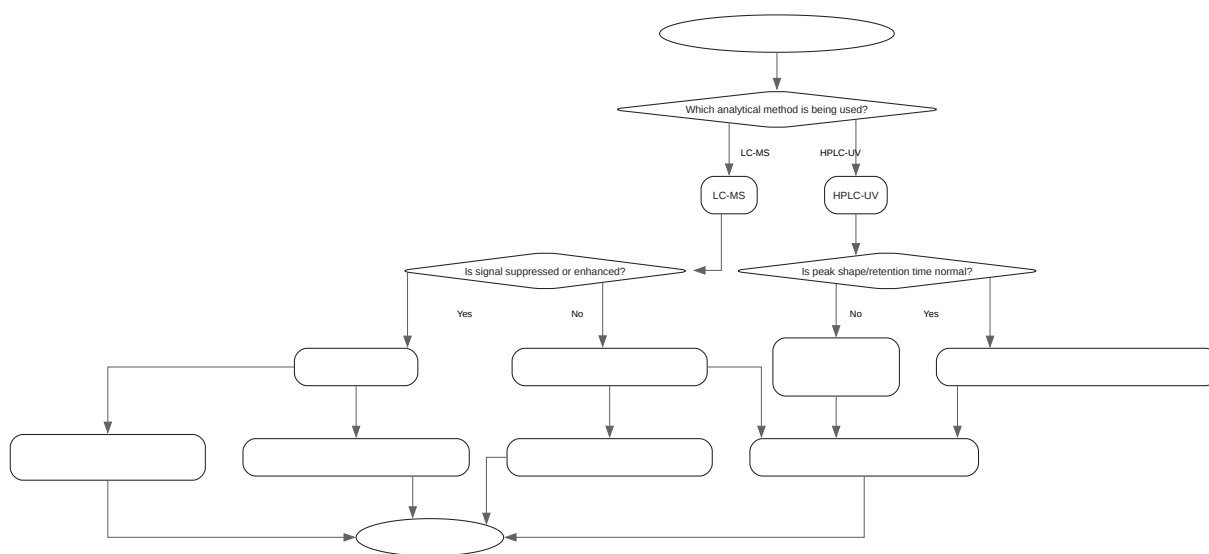 Which analytical method is being used?
LC-MS
HPLC-UV
LC-MS
HPLC-UV
Is signal suppressed or enhanced?
Is peak shape/retention time normal?
Yes
No
No
Yes